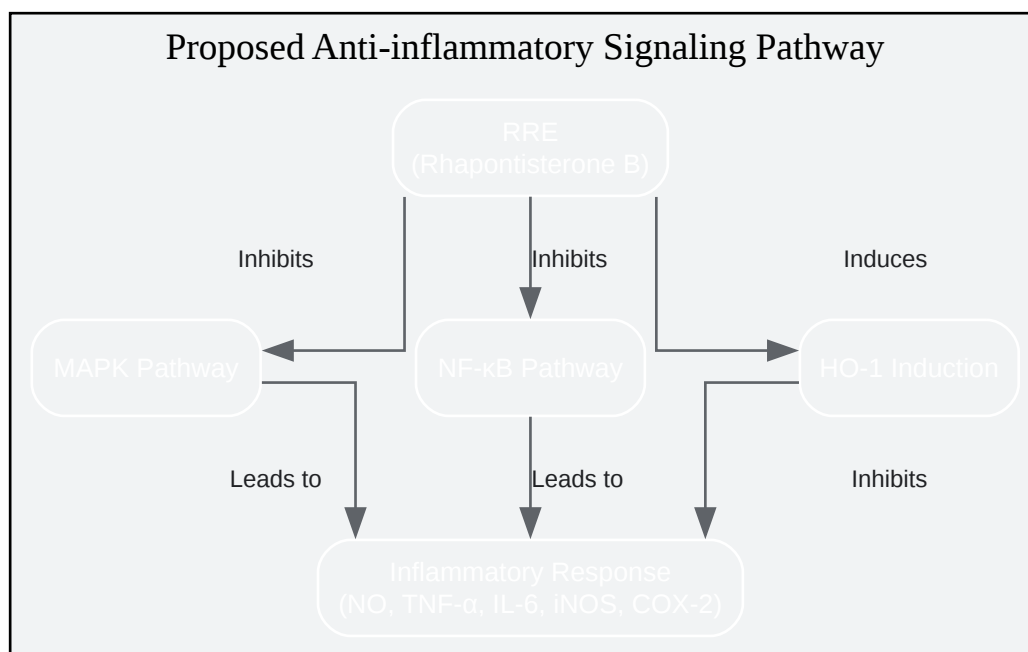 Proposed Anti-inflammatory Signaling Pathway
RRE
(Rhapontisterone B)
Inhibits
Inhibits
Induces
MAPK Pathway
NF-κB Pathway
HO-1 Induction
Leads to
Leads to
Inhibits
Inflammatory Response
(NO, TNF-α, IL-6, iNOS, COX-2)